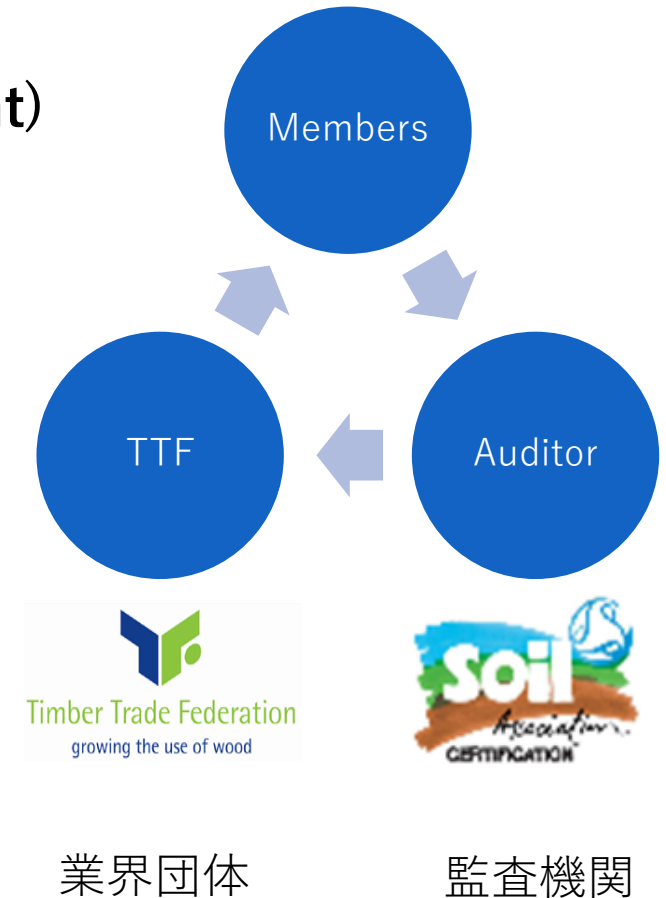 t)
Members
TTF
Auditor
Timber Trade Federation
growing the use of wood
soil
Association
CERTIFICATION
業界団体
監査機関